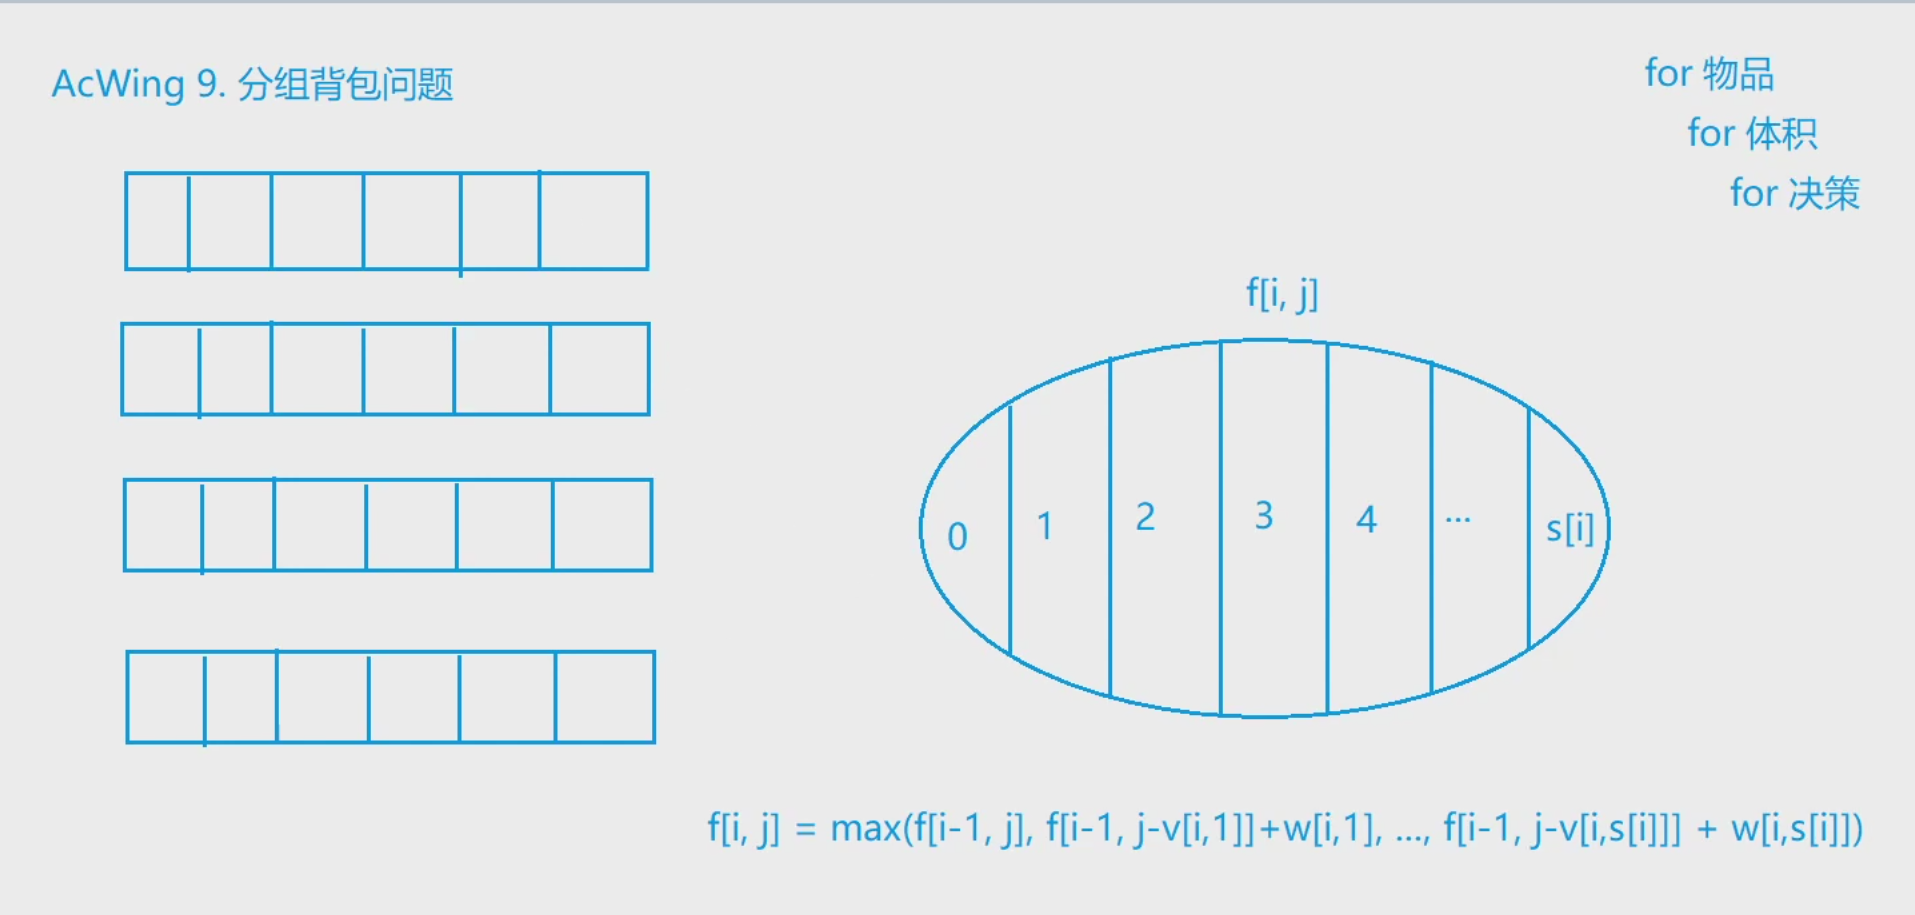 AcWing 9. 分组背包问题
for 物品
for 体积
for 决策
f[i, j]
0 1 2 3 4 ... s[i]
f[i, j] = max(f[i-1, j], f[i-1, j-v[i,1]]+w[i,1], ..., f[i-1, j-v[i,s[i]]] + w[i,s[i]])